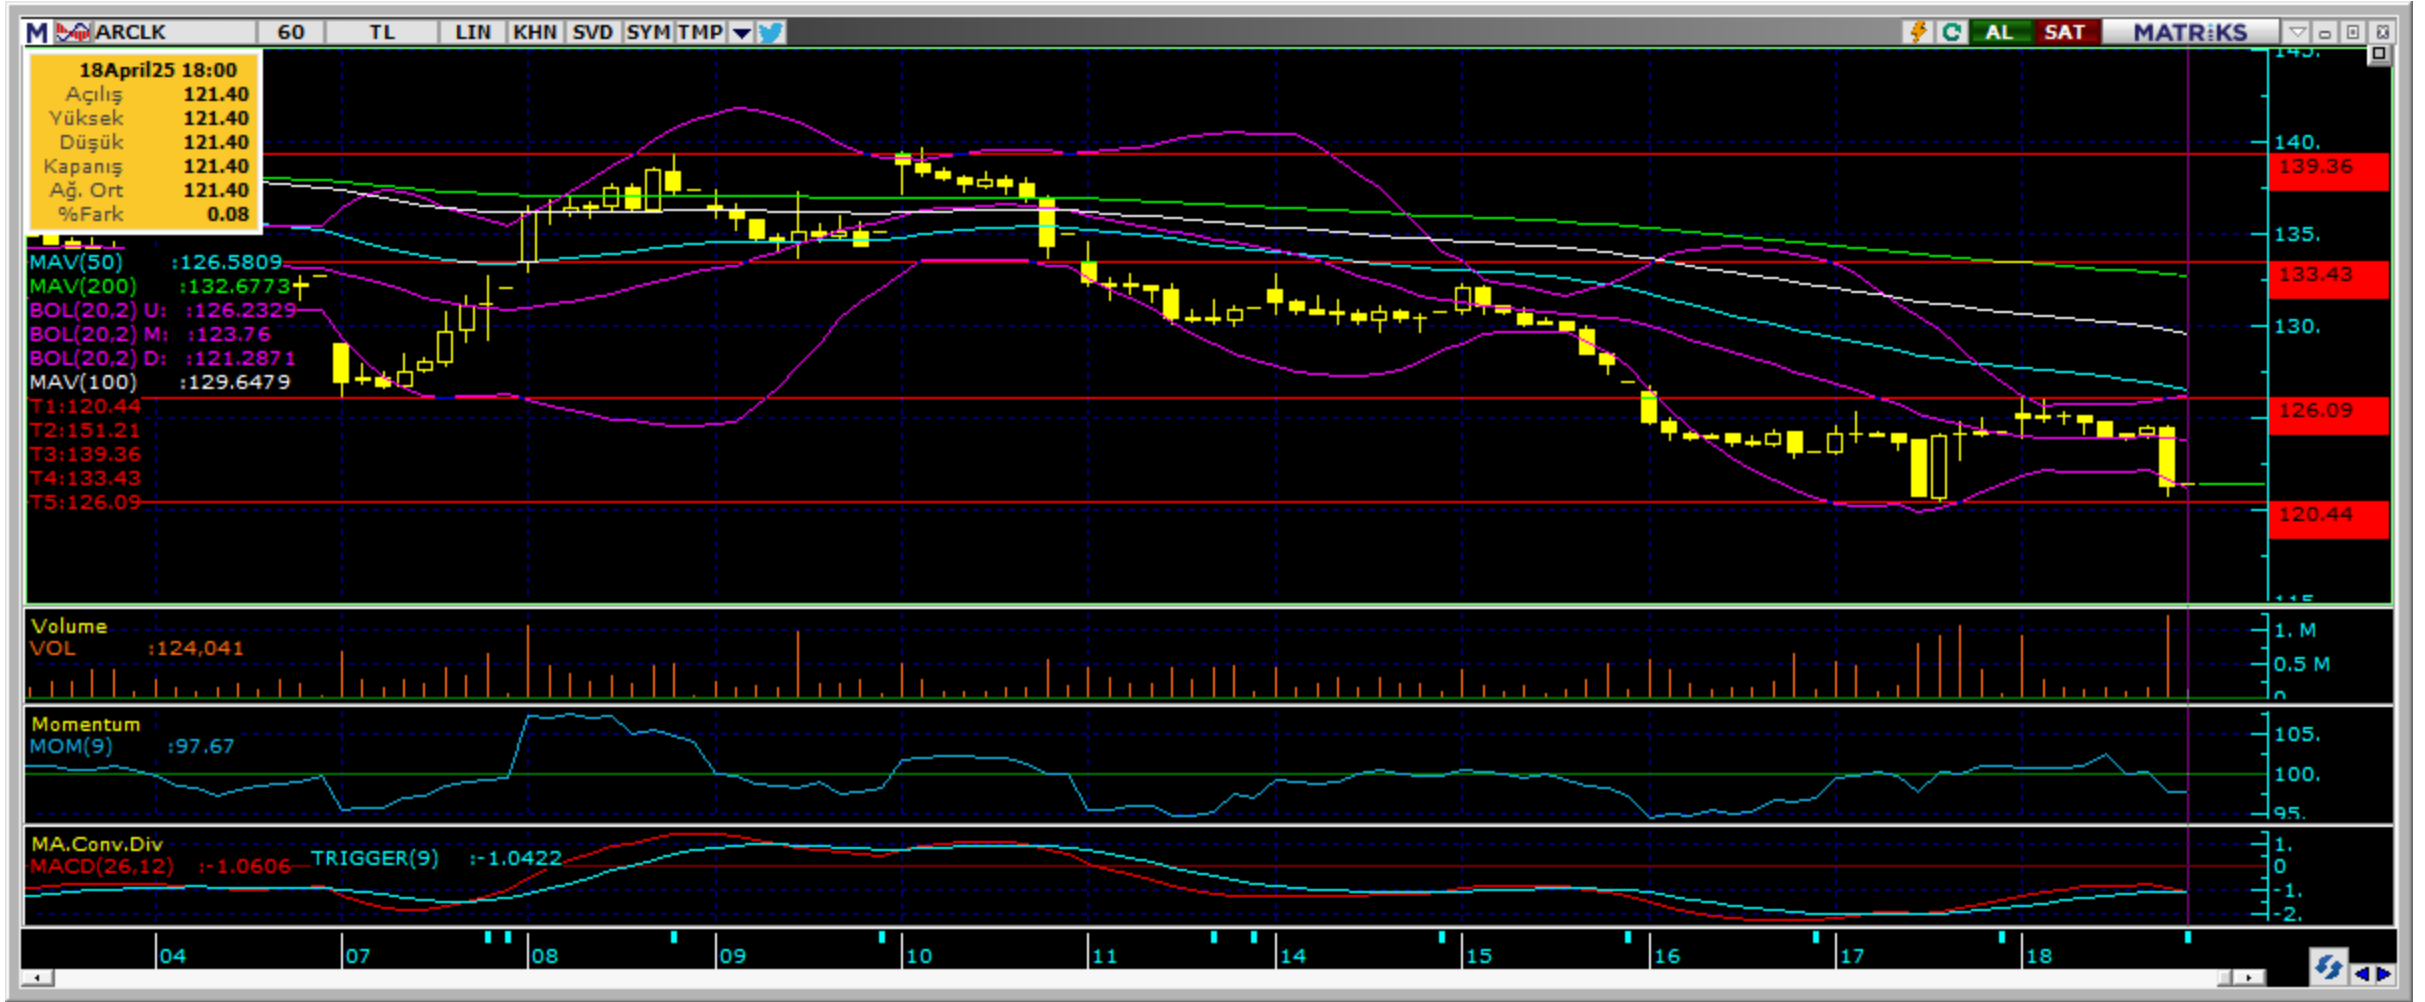 M ARCLK 60 TL LIN KHN SVD SYM TMP AL SAT MATRiKS
18April25 18:00
Açılış 121.40
Yüksek 121.40
Düşük 121.40
Kapanış 121.40
Ağ. Ort 121.40
%Fark 0.08
MAV(50) :126.5809
MAV(200) :132.6773
BOL(20,2) U: :126.2329
BOL(20,2) M: :123.76
BOL(20,2) D: :121.2871
MAV(100) :129.6479
T1:120.44
T2:151.21
T3:139.36
T4:133.43
T5:126.09
140.
139.36
135.
133.43
130.
126.09
120.44
Volume
VOL :124,041
1. M
0.5 M
0
Momentum
MOM(9) :97.67
105.
100.
95.
MA.Conv.Div
MACD(26,12) :-1.0606 TRIGGER(9) :-1.0422
1.
0
-1.
-2.
04 07 08 09 10 11 14 15 16 17 18